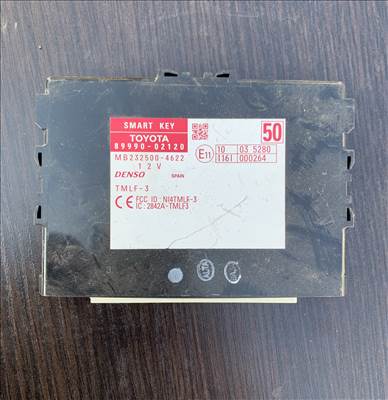 SMART KEY
TOYOTA
89990-02120
MB232500-4622
12V
DENSO SPAIN
TMLF-3
CE FCC ID : NI4TMLF-3
IC : 2842A-TMLF3
50
E11 10 03 5280
116I 000264